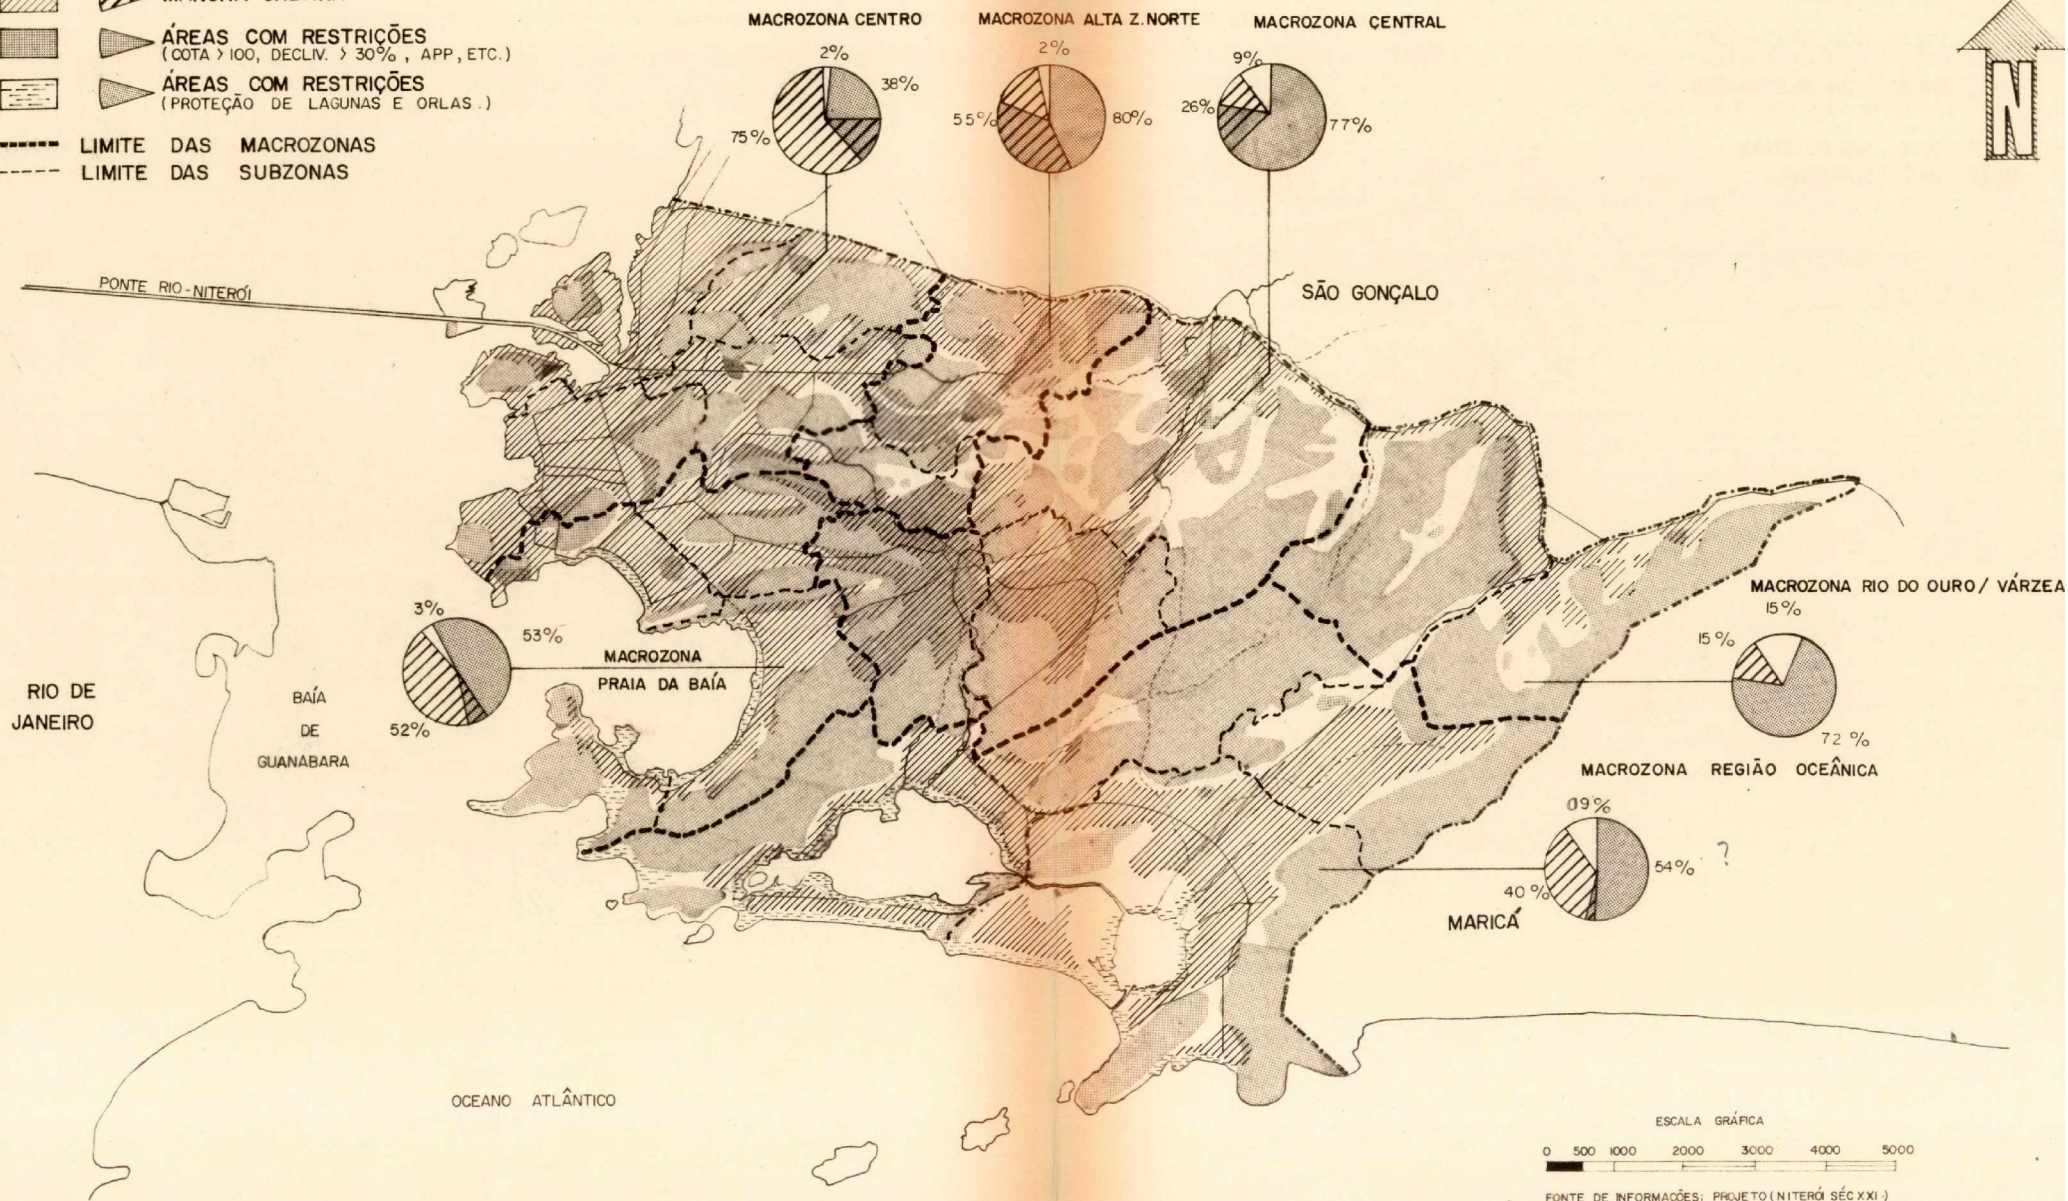 MANCHA URBANA
ÁREAS COM RESTRIÇÕES
(COTA > 100, DECLIV. > 30%, APP, ETC.)
ÁREAS COM RESTRIÇÕES
(PROTEÇÃO DE LAGUNAS E ORLAS.)
LIMITE DAS MACROZONAS
LIMITE DAS SUBZONAS
MACROZONA CENTRO
2%
38%
75%
MACROZONA ALTA Z. NORTE
2%
55%
80%
MACROZONA CENTRAL
9%
26%
77%
N
PONTE RIO-NITERÓI
SÃO GONÇALO
MACROZONA RIO DO OURO / VÁRZEA
15%
15%
72%
3%
53%
52%
MACROZONA
PRAIA DA BAÍA
RIO DE
JANEIRO
BAÍA
DE
GUANABARA
MACROZONA REGIÃO OCEÂNICA
09%
54% ?
40%
MARICÁ
OCEANO ATLÂNTICO
ESCALA GRÁFICA
0 500 1000 2000 3000 4000 5000
FONTE DE INFORMAÇÕES: PROJETO (NITERÓI SÉC XXI.)